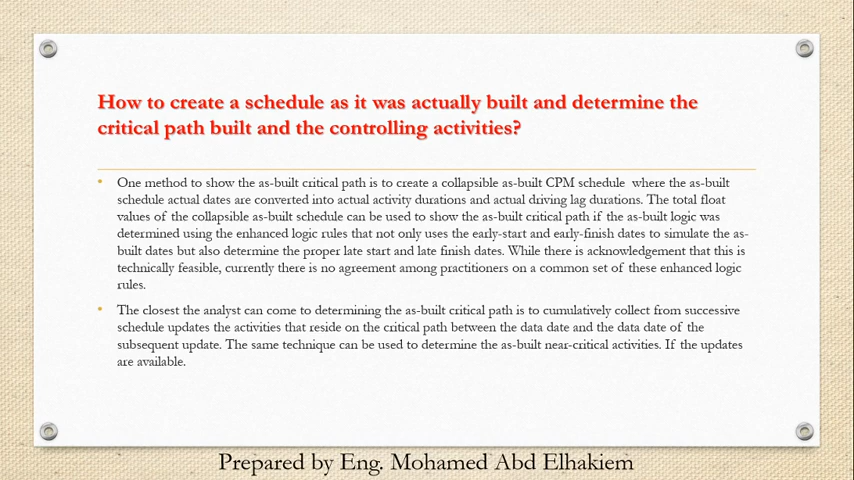 How to create a schedule as it was actually built and determine the
critical path built and the controlling activities?
• One method to show the as-built critical path is to create a collapsible as-built CPM schedule where the as-built
schedule actual dates are converted into actual activity durations and actual driving lag durations. The total float
values of the collapsible as-built schedule can be used to show the as-built critical path if the as-built logic was
determined using the enhanced logic rules that not only uses the early-start and early-finish dates to simulate the as-
built dates but also determine the proper late start and late finish dates. While there is acknowledgement that this is
technically feasible, currently there is no agreement among practitioners on a common set of these enhanced logic
rules.
• The closest the analyst can come to determining the as-built critical path is to cumulatively collect from successive
schedule updates the activities that reside on the critical path between the data date and the data date of the
subsequent update. The same technique can be used to determine the as-built near-critical activities. If the updates
are available.
Prepared by Eng. Mohamed Abd Elhakiem